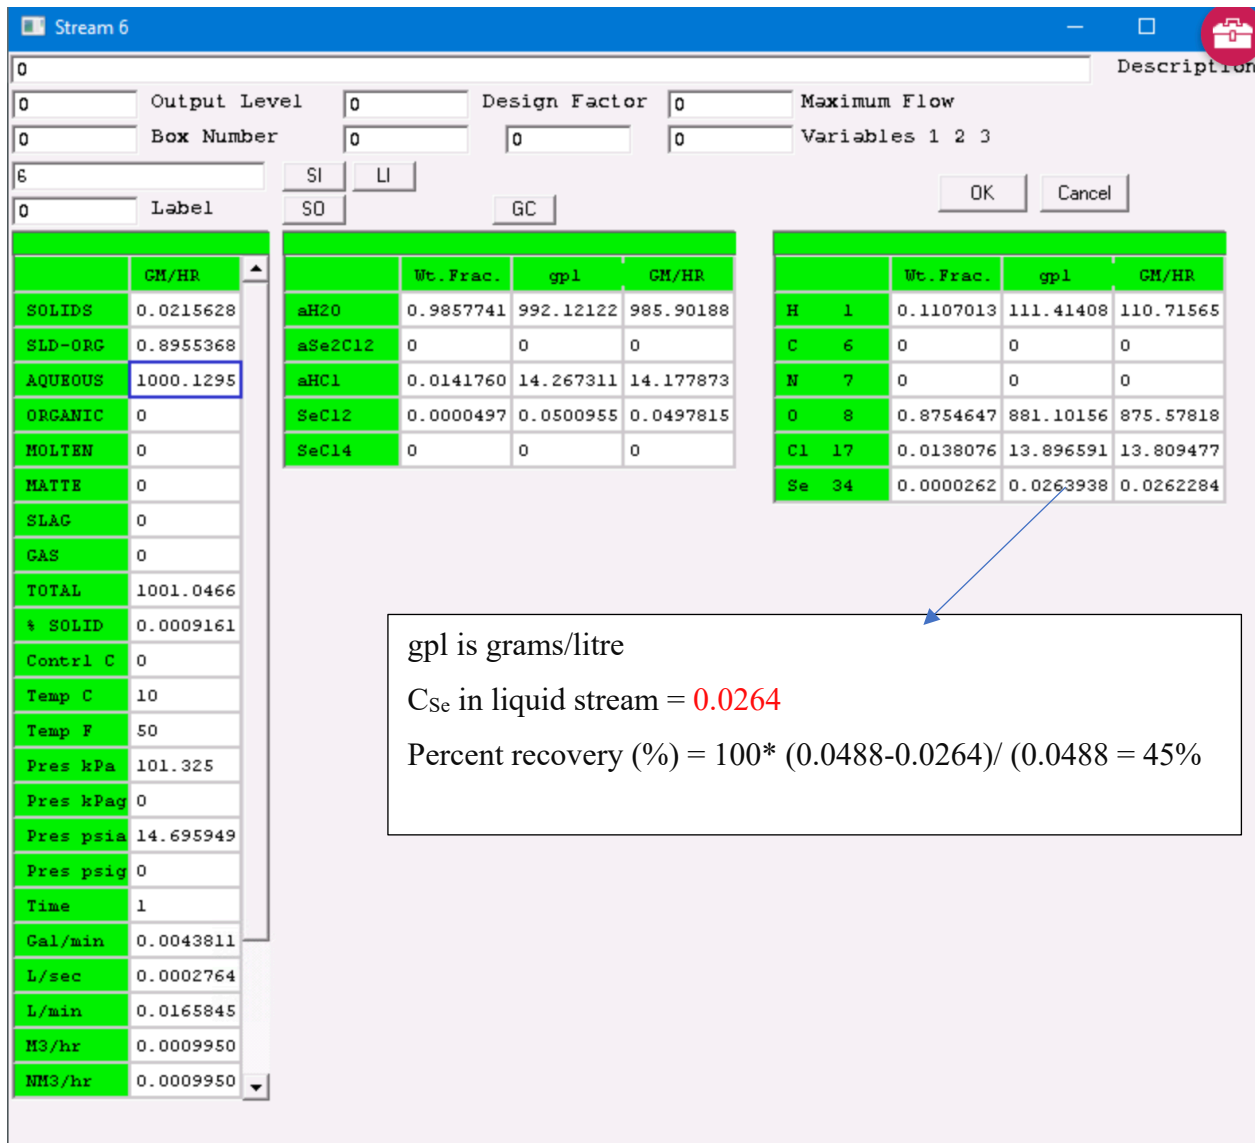 Stream 6
0 Description
0 Output Level 0 Design Factor 0 Maximum Flow
0 Box Number 0 0 0 Variables 1 2 3
6 SI LI
OK Cancel
0 Label SO GC
GM/HR
SOLIDS 0.0215628
SLD-ORG 0.8955368
AQUEOUS 1000.1295
ORGANIC 0
MOLTEN 0
MATTE 0
SLAG 0
GAS 0
TOTAL 1001.0466
% SOLID 0.0009161
Contrl C 0
Temp C 10
Temp F 50
Pres kPa 101.325
Pres kPag 0
Pres psia 14.695949
Pres psig 0
Time 1
Gal/min 0.0043811
L/sec 0.0002764
L/min 0.0165845
M3/hr 0.0009950
NM3/hr 0.0009950
Wt.Frac. gpl GM/HR
aH2O 0.9857741 992.12122 985.90188
aSe2Cl2 0 0 0
aHCl 0.0141760 14.267311 14.177873
SeCl2 0.0000497 0.0500955 0.0497815
SeCl4 0 0 0
Wt.Frac. gpl GM/HR
H 1 0.1107013 111.41408 110.71565
C 6 0 0 0
N 7 0 0 0
O 8 0.8754647 881.10156 875.57818
Cl 17 0.0138076 13.896591 13.809477
Se 34 0.0000262 0.0263938 0.0262284
gpl is grams/litre
CSe in liquid stream = 0.0264
Percent recovery (%) = 100* (0.0488-0.0264)/ (0.0488 = 45%